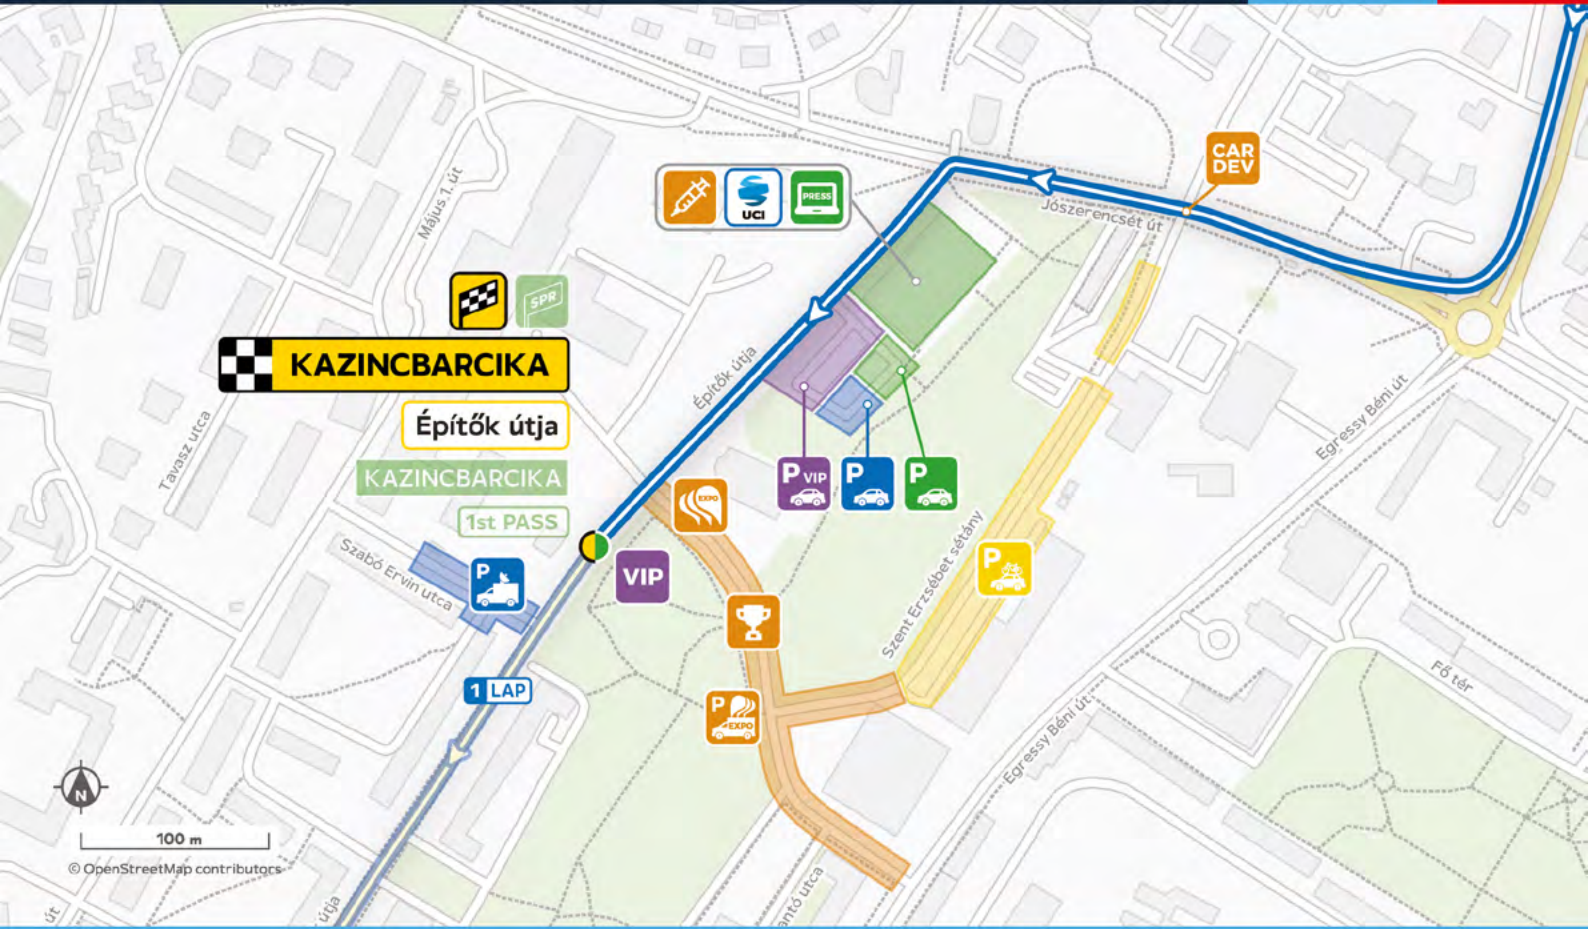 CAR
DEV
PRESS
UCI
Jószerencsét út
Május 1. út
SPR
KAZINCBARCIKA
Építők útja
Építők útja
Tavasz utca
Egressy Béni út
KAZINCBARCIKA
P VIP
P
P
EXPO
1st PASS
Szabó Ervin utca
P
VIP
P
Szent Erzsébet sétány
Fő tér
1 LAP
P
EXPO
Egressy Béni út
N
100 m
© OpenStreetMap contributors
antó utca
út
útja